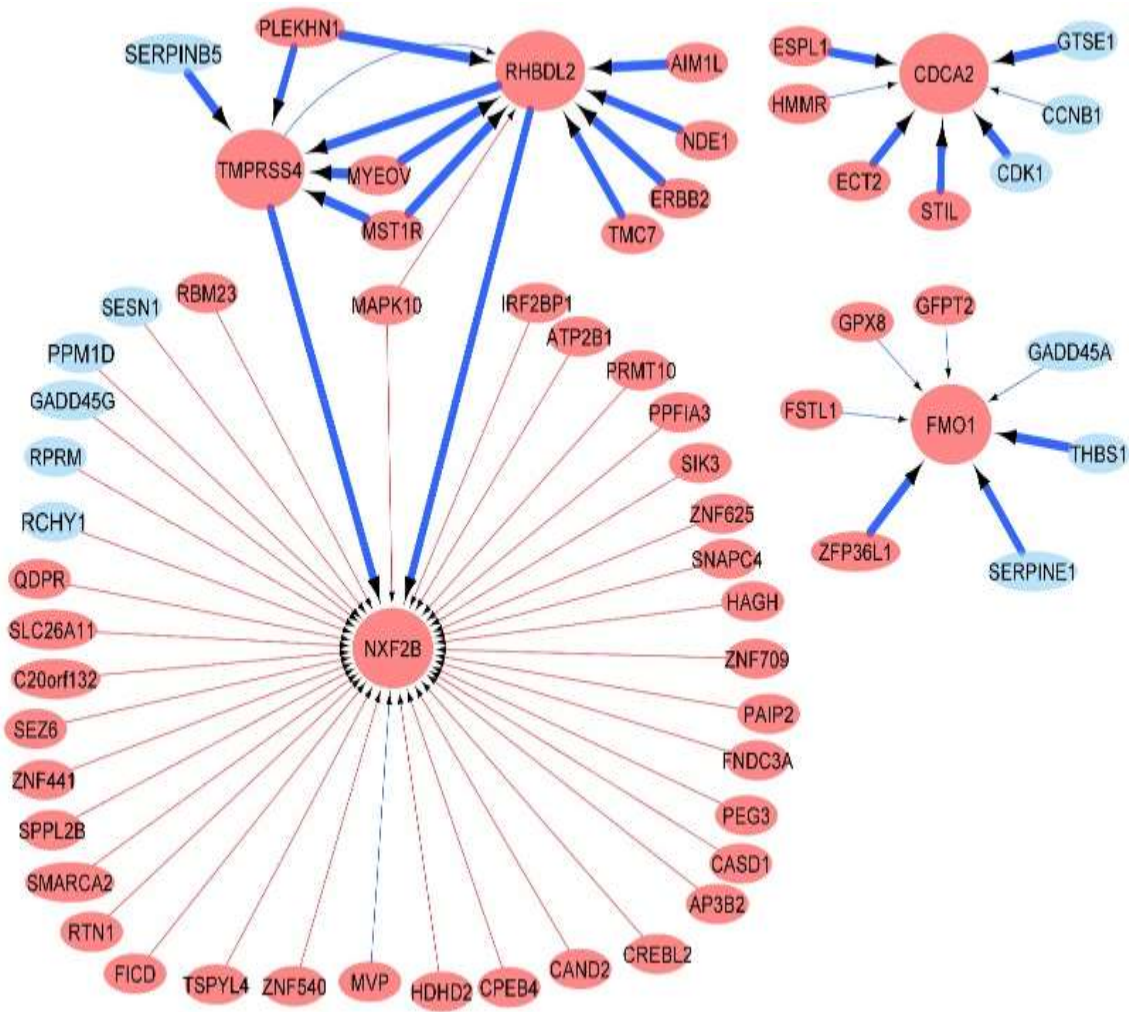 PLEKHN1
SERPINB5
RHBDL2
AIM1L
ESPL1
GTSE1
CDCA2
HMMR
CCNB1
TMPRSS4
MYEOV
NDE1
ECT2
CDK1
MST1R
ERBB2
TMC7
STIL
SESN1
RBM23
MAPK10
IRF2BP1
GPX8
GFPT2
PPM1D
ATP2B1
GADD45A
GADD45G
PRMT10
FSTL1
PPFIA3
FMO1
RPRM
SIK3
THBS1
RCHY1
ZNF625
ZFP36L1
SERPINE1
QDPR
SNAPC4
SLC26A11
HAGH
NXF2B
C20orf132
ZNF709
SEZ6
PAIP2
ZNF441
FNDC3A
SPPL2B
PEG3
SMARCA2
CASD1
RTN1
AP3B2
FICD
CREBL2
TSPYL4
ZNF540
MVP
HDHD2
CPEB4
CAND2